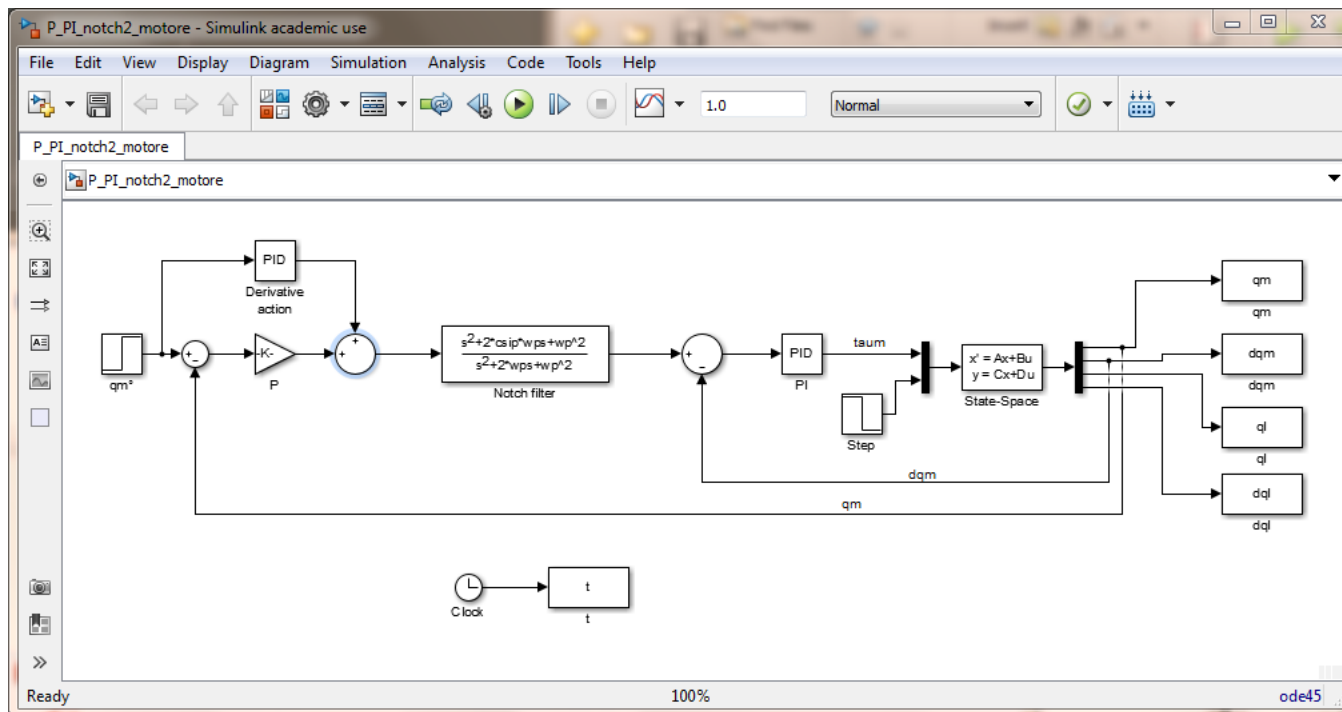 P_PI_notch2_motore - Simulink academic use
File Edit View Display Diagram Simulation Analysis Code Tools Help
1.0 Normal
P_PI_notch2_motore
P_PI_notch2_motore
PID
Derivative
action
qm°
+
-
-K-
P
+
+
s^2+2*csip*wps+wp^2
s^2+2*wps+wp^2
Notch filter
+
-
PID
PI
taum
Step
x' = Ax+Bu
y = Cx+Du
State-Space
qm
qm
dqm
dqm
ql
ql
dql
dql
dqm
qm
Clock
t
t
Ready 100% ode45